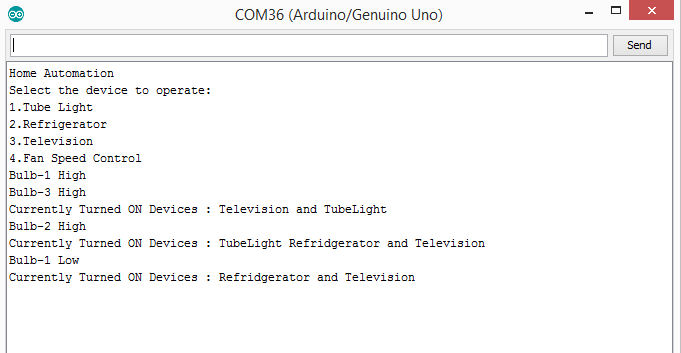 COM36 (Arduino/Genuino Uno)
Send
Home Automation
Select the device to operate:
1.Tube Light
2.Refrigerator
3.Television
4.Fan Speed Control
Bulb-1 High
Bulb-3 High
Currently Turned ON Devices : Television and TubeLight
Bulb-2 High
Currently Turned ON Devices : TubeLight Refridgerator and Television
Bulb-1 Low
Currently Turned ON Devices : Refridgerator and Television